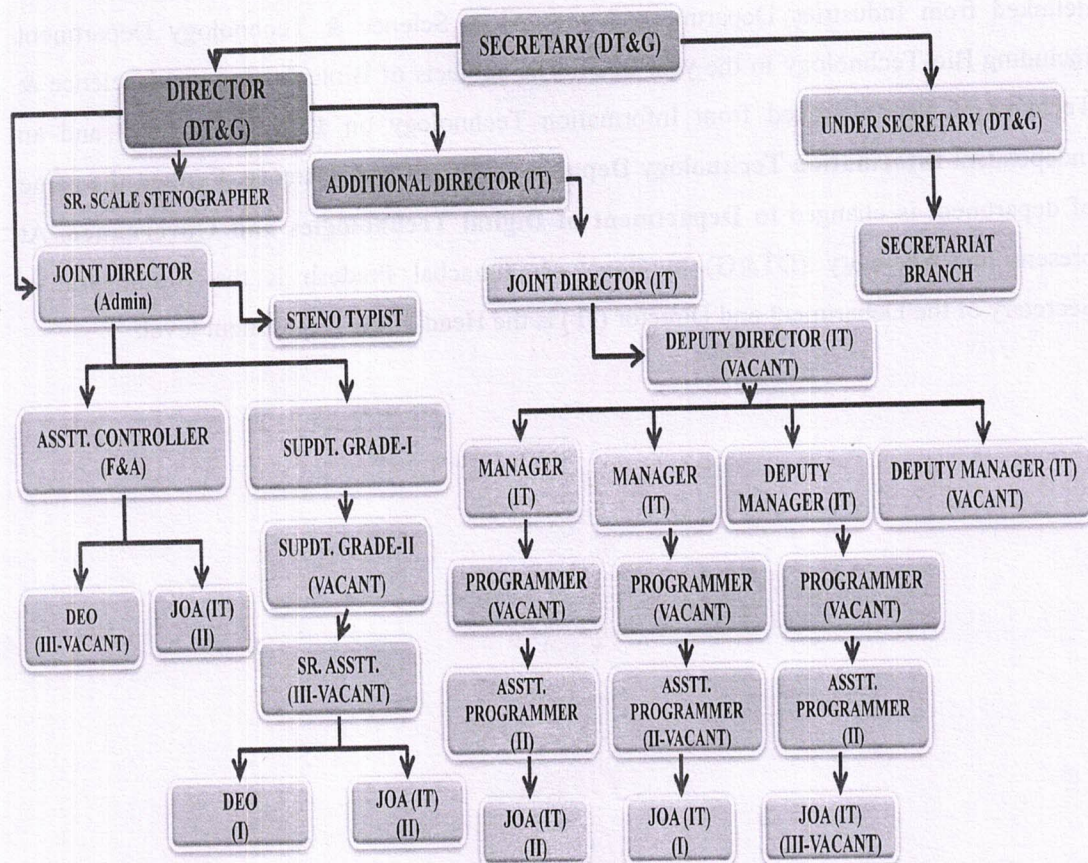 SECRETARY (DT&G)
DIRECTOR
(DT&G)
UNDER SECRETARY (DT&G)
SR. SCALE STENOGRAPHER
ADDITIONAL DIRECTOR (IT)
SECRETARIAT
BRANCH
JOINT DIRECTOR
(Admin)
STENO TYPIST
JOINT DIRECTOR (IT)
DEPUTY DIRECTOR (IT)
(VACANT)
ASSTT. CONTROLLER
(F&A)
SUPDT. GRADE-I
MANAGER
(IT)
MANAGER
(IT)
DEPUTY
MANAGER (IT)
DEPUTY MANAGER (IT)
(VACANT)
SUPDT. GRADE-II
(VACANT)
PROGRAMMER
(VACANT)
PROGRAMMER
(VACANT)
PROGRAMMER
(VACANT)
DEO
(III-VACANT)
JOA (IT)
(II)
SR. ASSTT.
(III-VACANT)
ASSTT.
PROGRAMMER
(II)
ASSTT.
PROGRAMMER
(II-VACANT)
ASSTT.
PROGRAMMER
(II)
DEO
(I)
JOA (IT)
(II)
JOA (IT)
(II)
JOA (IT)
(I)
JOA (IT)
(III-VACANT)